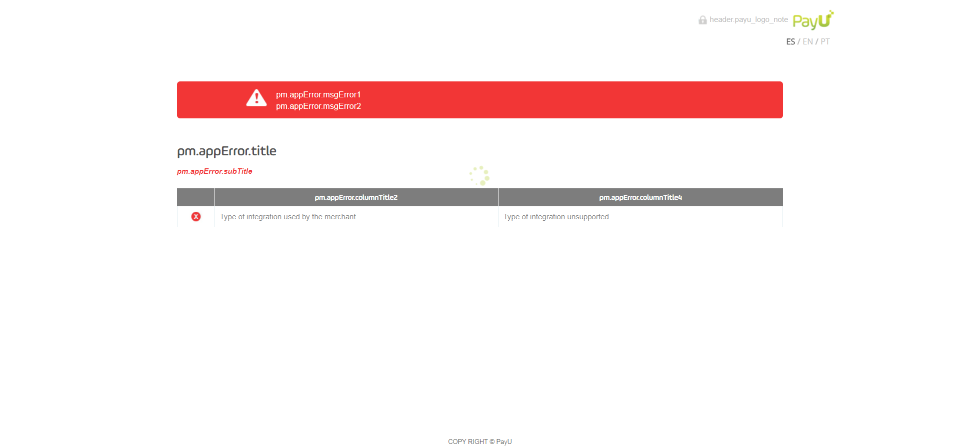 header.payu_logo_note PayU
ES / EN / PT
pm.appError.msgError1
pm.appError.msgError2
pm.appError.title
pm.appError.subTitle
pm.appError.columnTitle2 pm.appError.columnTitle4
X Type of integration used by the merchant Type of integration unsupported
COPY RIGHT © PayU